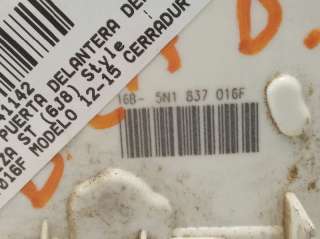 41142
PUERTA DELANTERA DE
ZA ST (6J8) Style
016F MODELO 12-15 CERRADUR
16B- 5N1 837 016F